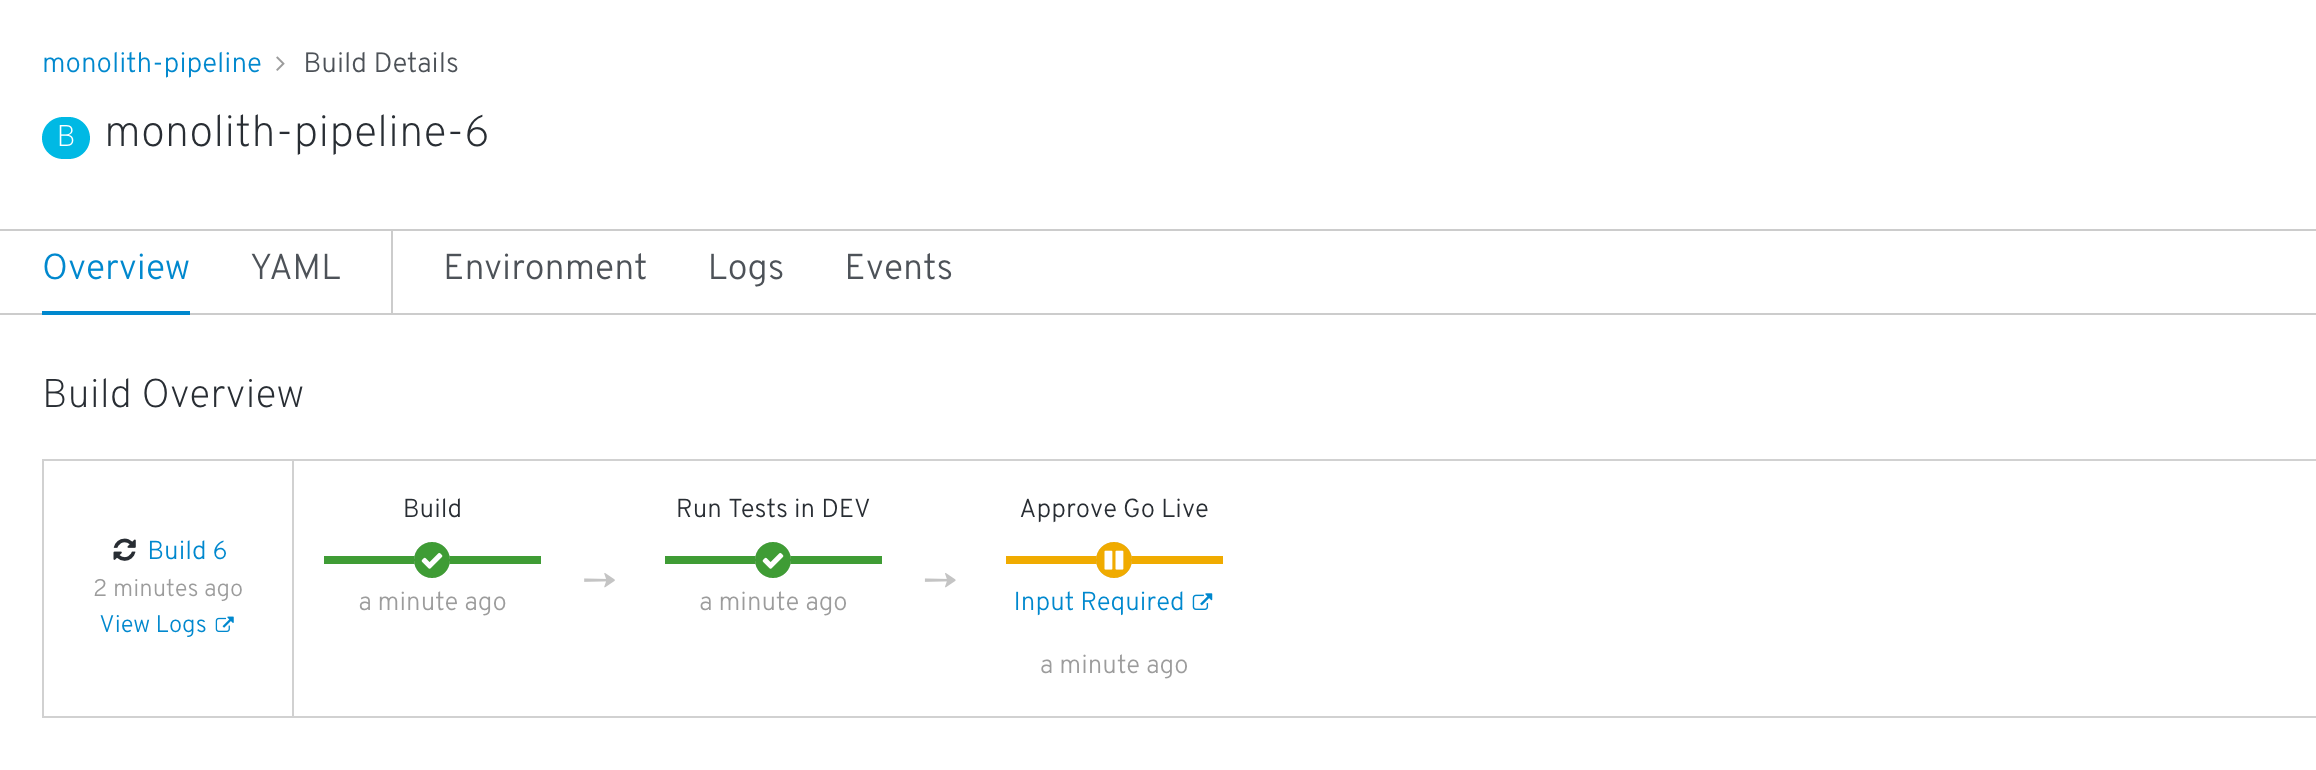 monolith-pipeline > Build Details
B monolith-pipeline-6
Overview YAML Environment Logs Events
Build Overview
Build 6
2 minutes ago
View Logs
Build
a minute ago
Run Tests in DEV
a minute ago
Approve Go Live
Input Required
a minute ago